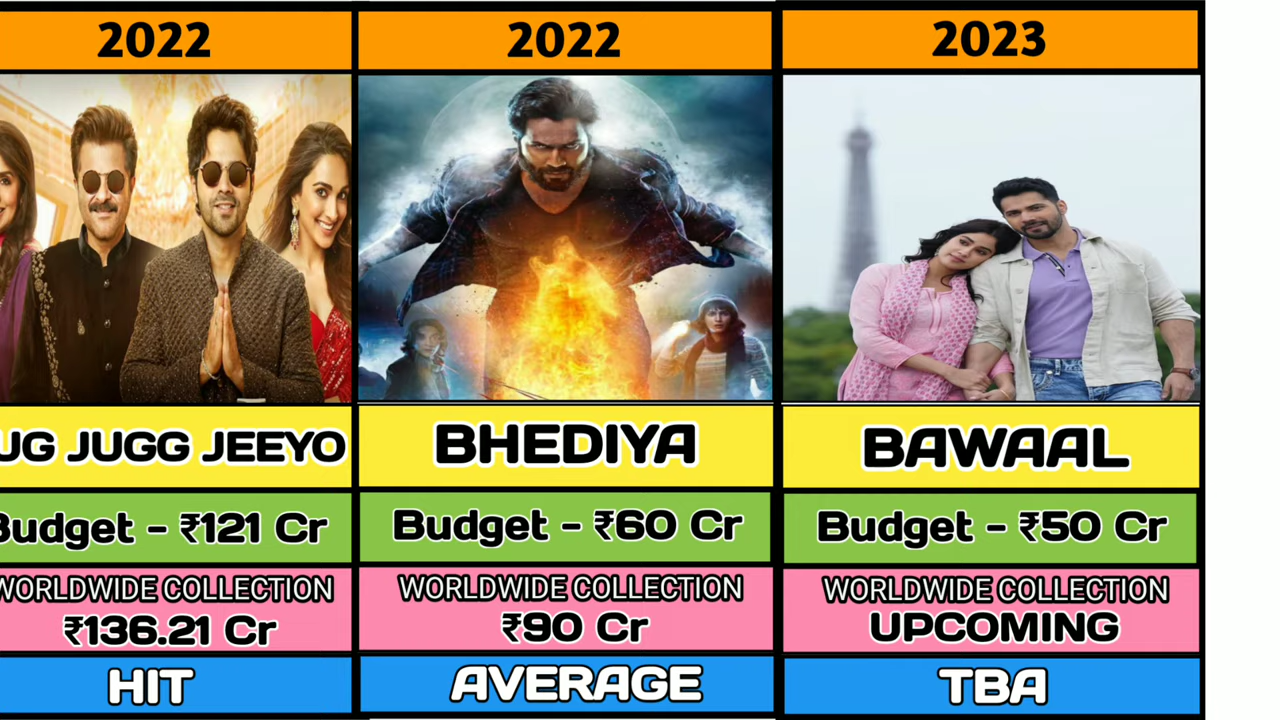 2022
UG JUGG JEEYO
Budget - ₹121 Cr
WORLDWIDE COLLECTION
₹136.21 Cr
HIT
2022
BHEDIYA
Budget - ₹60 Cr
WORLDWIDE COLLECTION
₹90 Cr
AVERAGE
2023
BAWAAL
Budget - ₹50 Cr
WORLDWIDE COLLECTION
UPCOMING
TBA